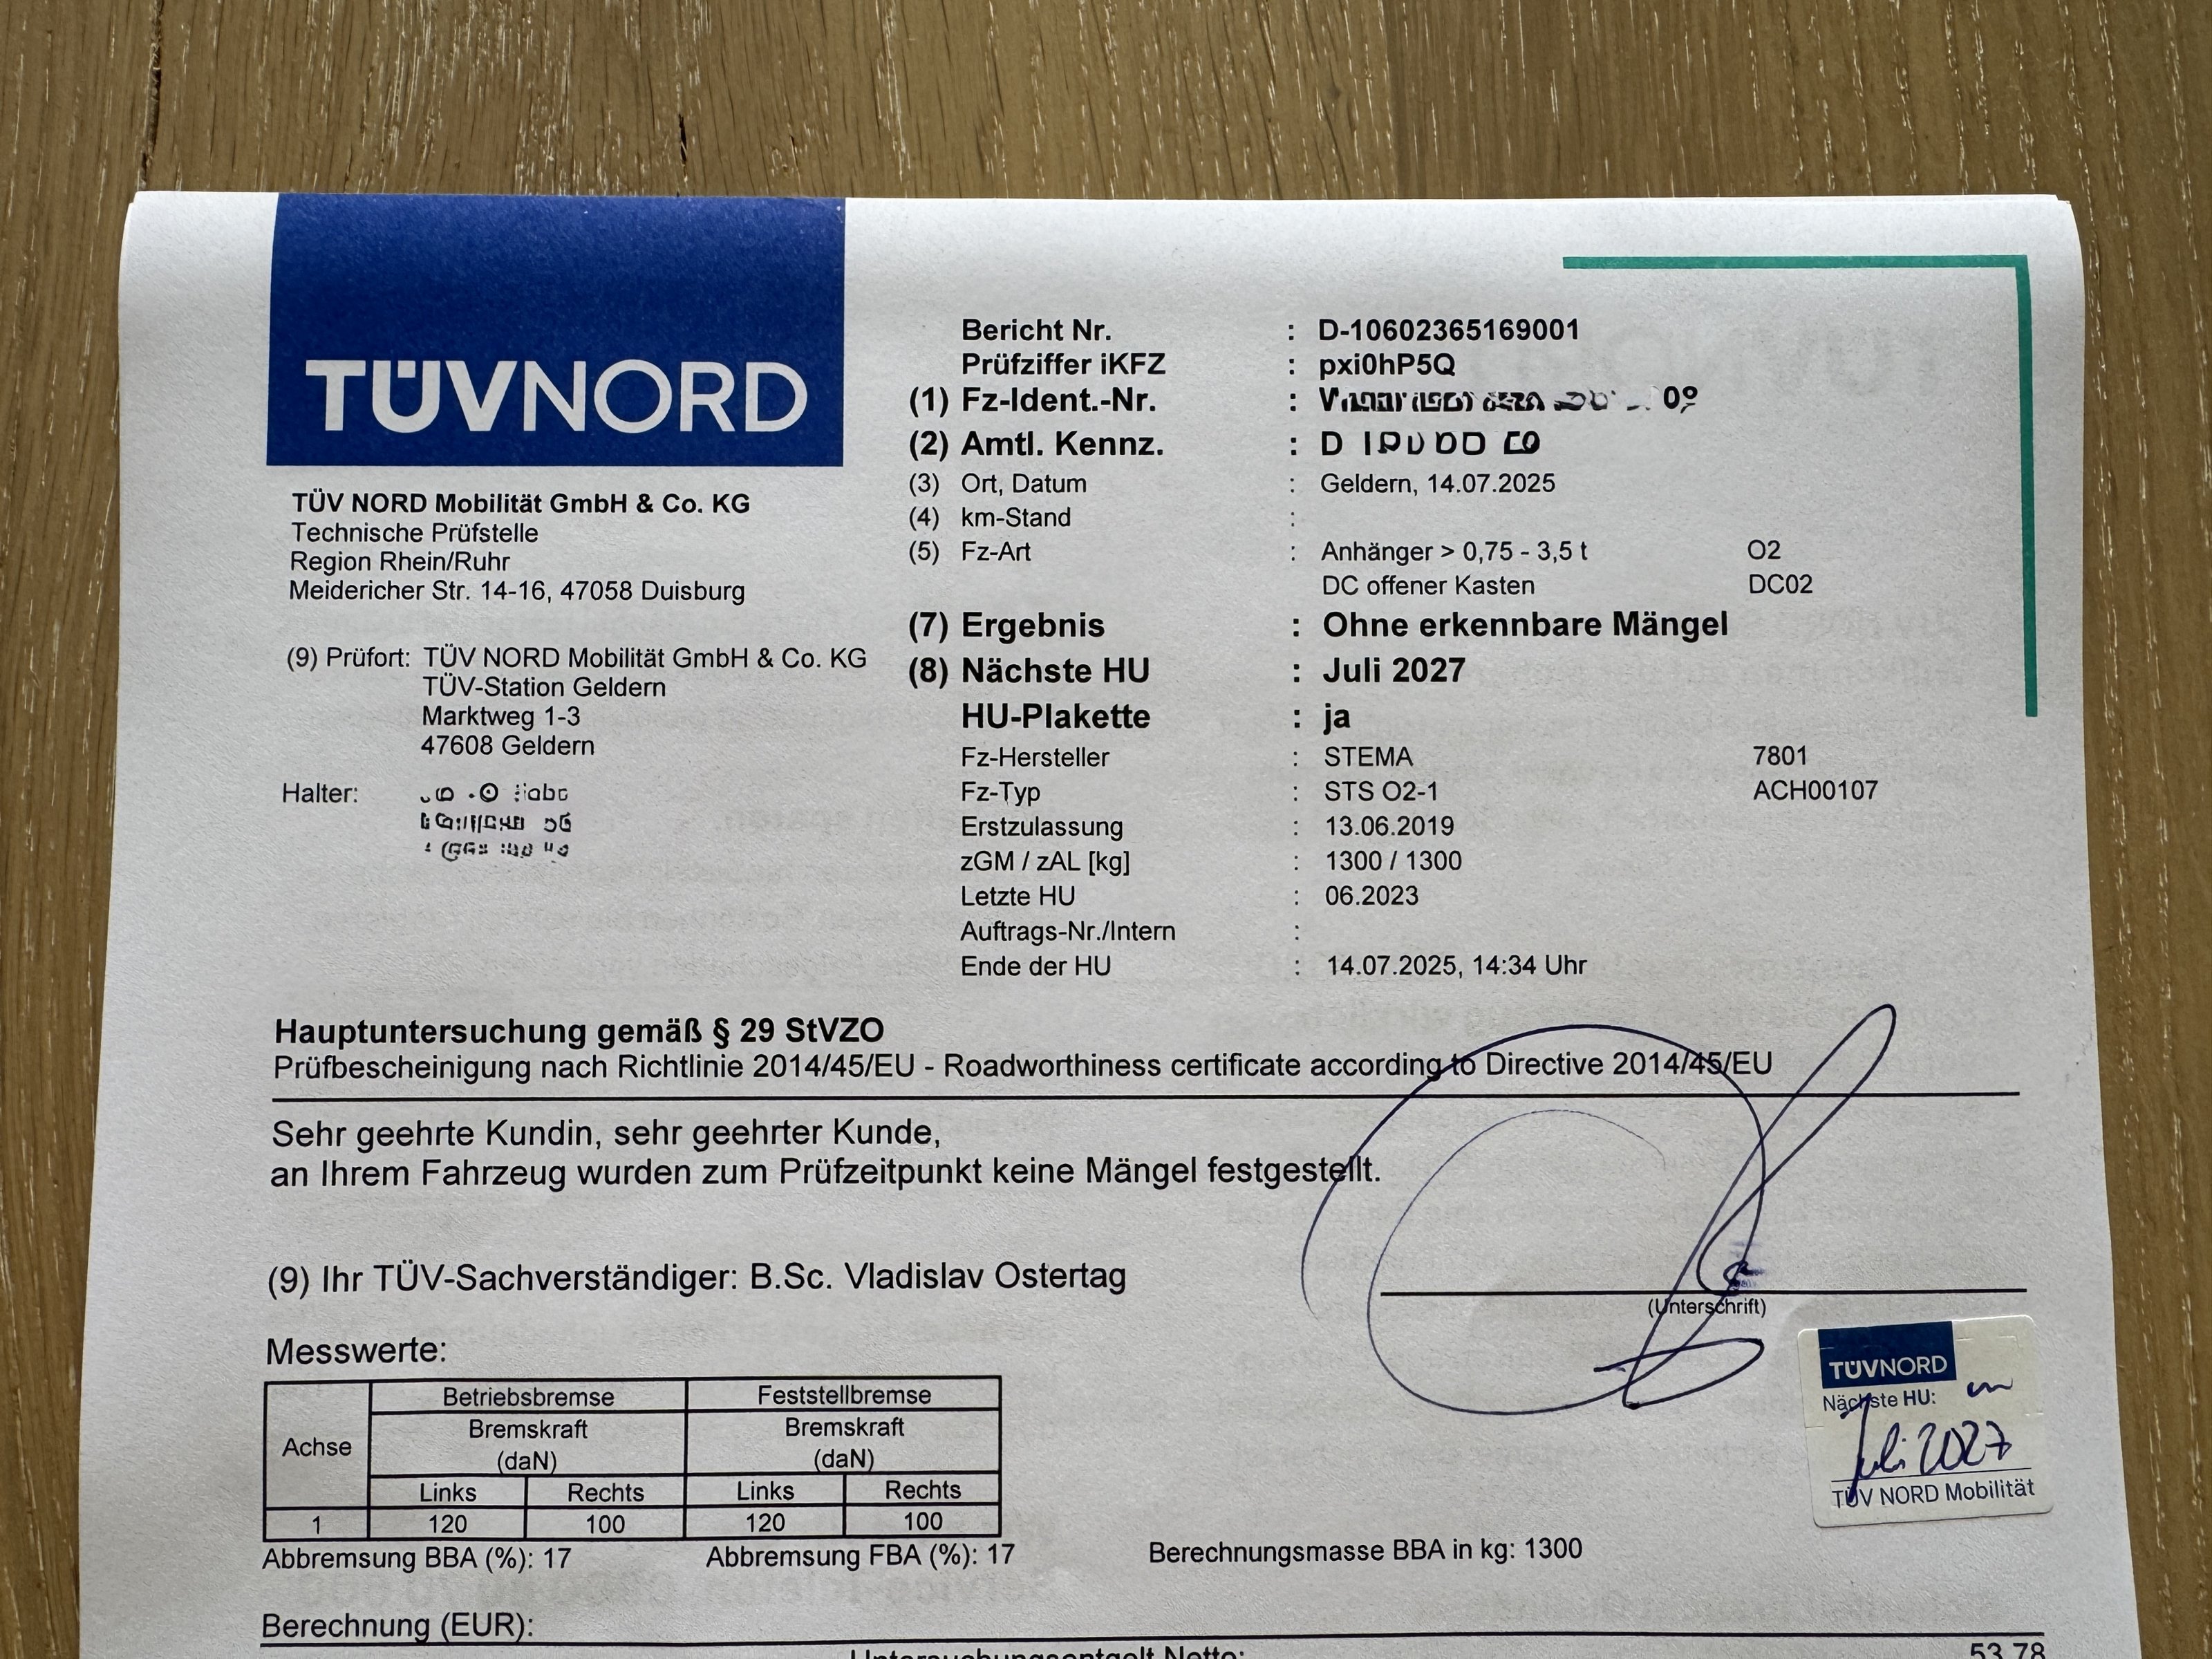 TÜVNORD
TÜV NORD Mobilität GmbH & Co. KG
Technische Prüfstelle
Region Rhein/Ruhr
Meidericher Str. 14-16, 47058 Duisburg
(9) Prüfort: TÜV NORD Mobilität GmbH & Co. KG
TÜV-Station Geldern
Marktweg 1-3
47608 Geldern
Halter:
Bericht Nr. : D-10602365169001
Prüfziffer iKFZ : pxi0hP5Q
(1) Fz-Ident.-Nr. :
(2) Amtl. Kennz. :
(3) Ort, Datum : Geldern, 14.07.2025
(4) km-Stand :
(5) Fz-Art : Anhänger > 0,75 - 3,5 t O2
DC offener Kasten DC02
(7) Ergebnis : Ohne erkennbare Mängel
(8) Nächste HU : Juli 2027
HU-Plakette : ja
Fz-Hersteller : STEMA 7801
Fz-Typ : STS O2-1 ACH00107
Erstzulassung : 13.06.2019
zGM / zAL [kg] : 1300 / 1300
Letzte HU : 06.2023
Auftrags-Nr./Intern :
Ende der HU : 14.07.2025, 14:34 Uhr
Hauptuntersuchung gemäß § 29 StVZO
Prüfbescheinigung nach Richtlinie 2014/45/EU - Roadworthiness certificate according to Directive 2014/45/EU
Sehr geehrte Kundin, sehr geehrter Kunde,
an Ihrem Fahrzeug wurden zum Prüfzeitpunkt keine Mängel festgestellt.
(9) Ihr TÜV-Sachverständiger: B.Sc. Vladislav Ostertag
(Unterschrift)
TÜVNORD
Nächste HU:
Juli 2027
TÜV NORD Mobilität
Messwerte:
Achse Betriebsbremse Feststellbremse
Bremskraft Bremskraft
(daN) (daN)
Links Rechts Links Rechts
1 120 100 120 100
Abbremsung BBA (%): 17 Abbremsung FBA (%): 17 Berechnungsmasse BBA in kg: 1300
Berechnung (EUR):
Untersuchungsentgelt Netto: 53,78